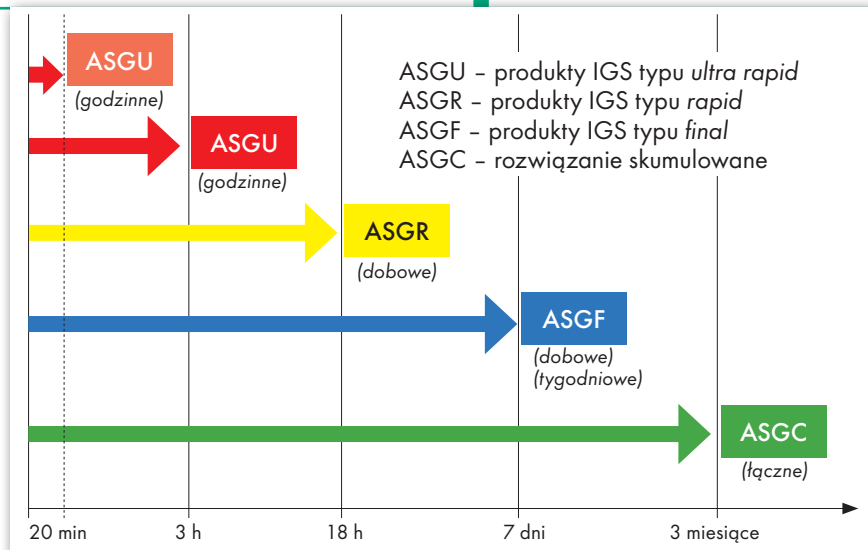 ASGU
(godzinne)
ASGU – produkty IGS typu ultra rapid
ASGR – produkty IGS typu rapid
ASGF – produkty IGS typu final
ASGC – rozwiązanie skumulowane
ASGU
(godzinne)
ASGR
(dobowe)
ASGF
(dobowe)
(tygodniowe)
ASGC
(łączne)
20 min 3 h 18 h 7 dni 3 miesiące